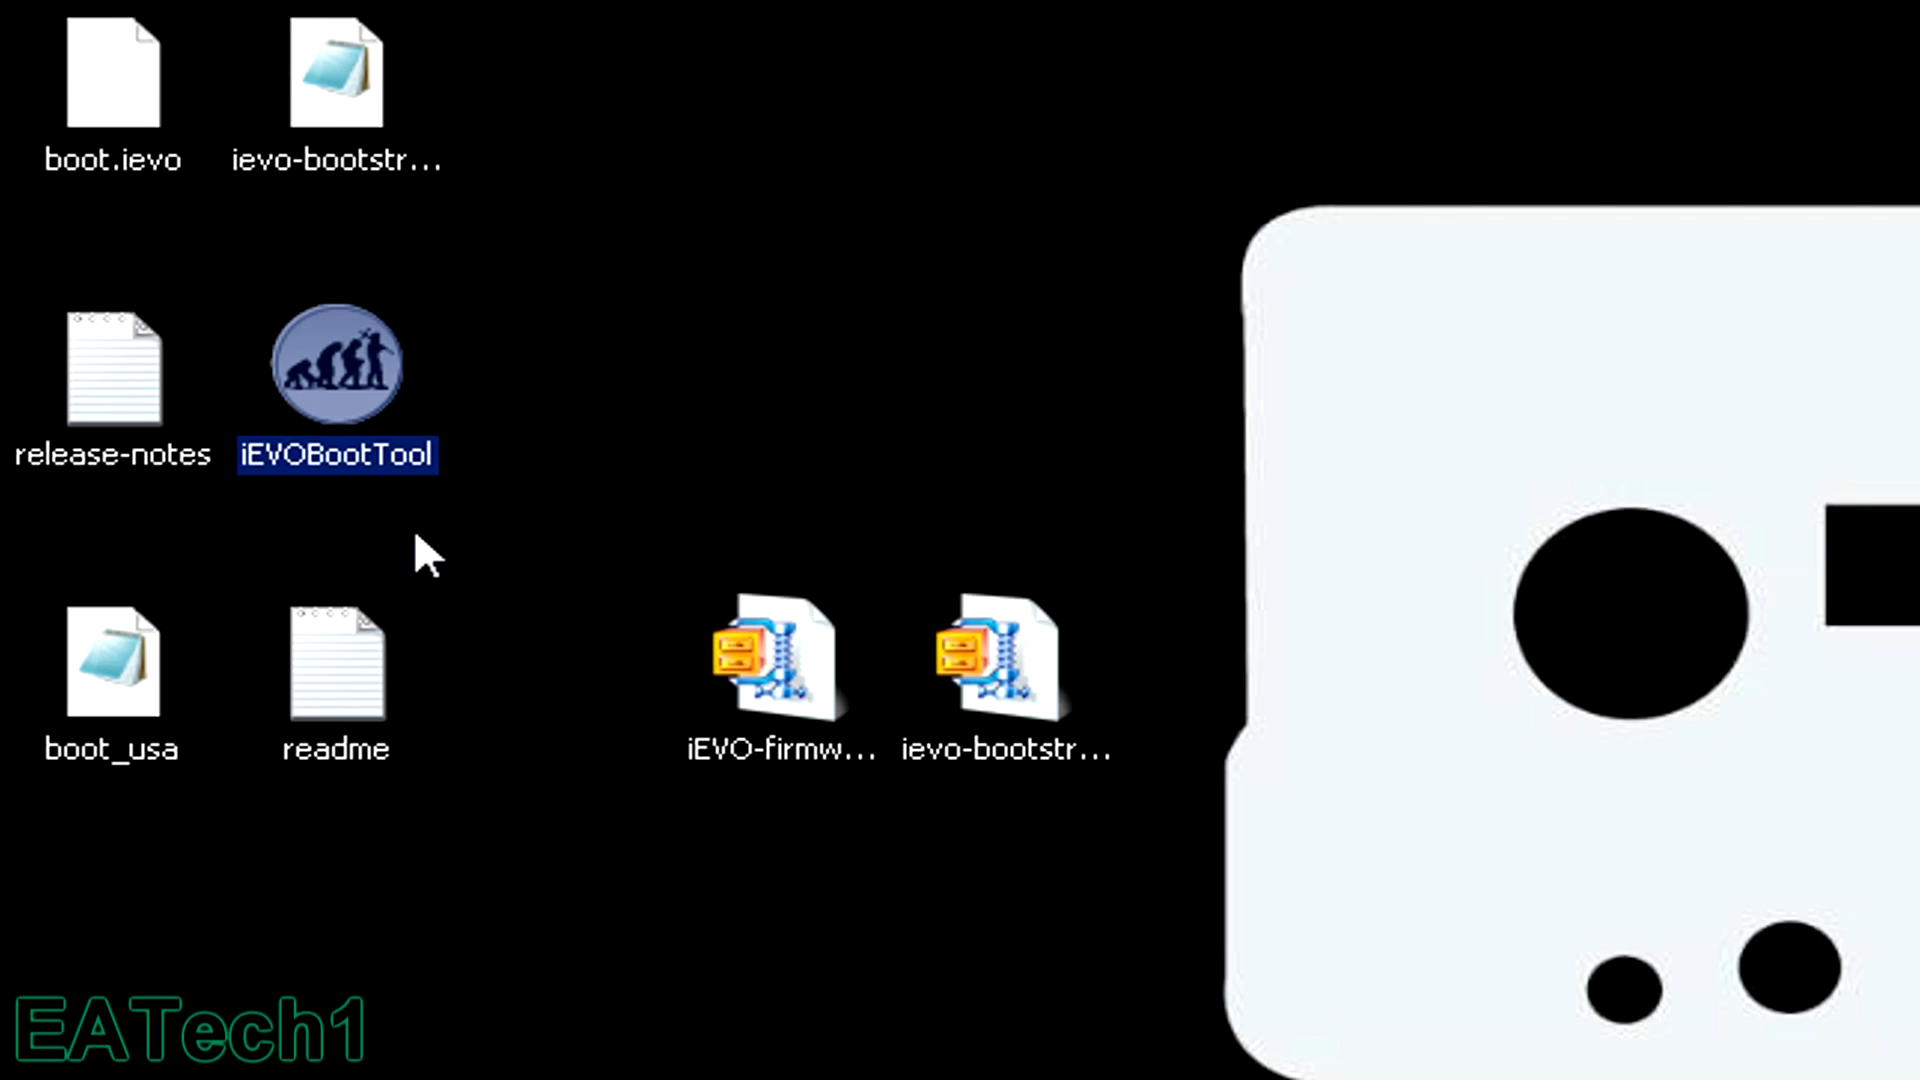 boot.ievo
ievo-bootstr...
release-notes
iEVOBootTool
boot_usa
readme
iEVO-firmw...
ievo-bootstr...
EATech1